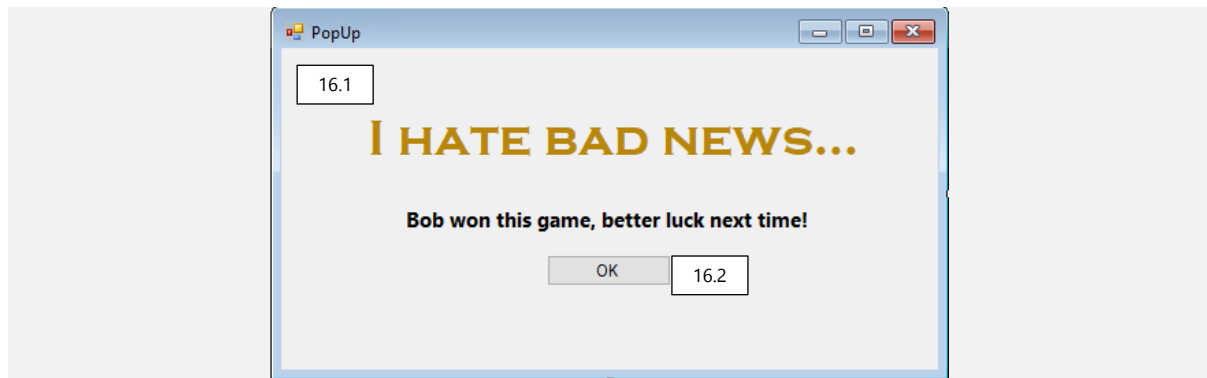 PopUp
16.1
I HATE BAD NEWS...
Bob won this game, better luck next time!
OK
16.2